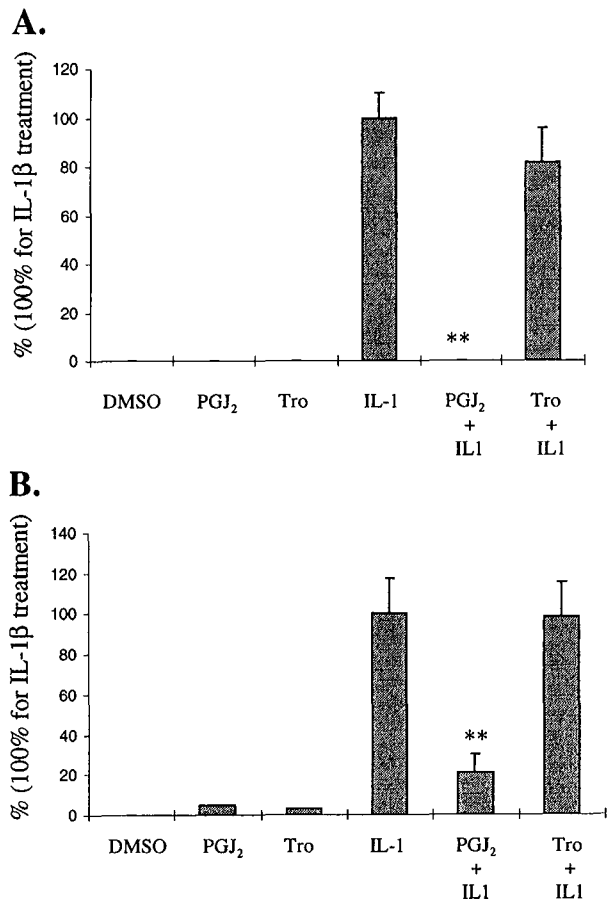 A.
% (100% for IL-1β treatment)
120
100
80
60
40
20
0
**
DMSO PGJ₂ Tro IL-1 PGJ₂ Tro
+ +
IL1 IL1
B.
% (100% for IL-1β treatment)
140
120
100
80
60
40
20
0
**
DMSO PGJ₂ Tro IL-1 PGJ₂ Tro
+ +
IL1 IL1